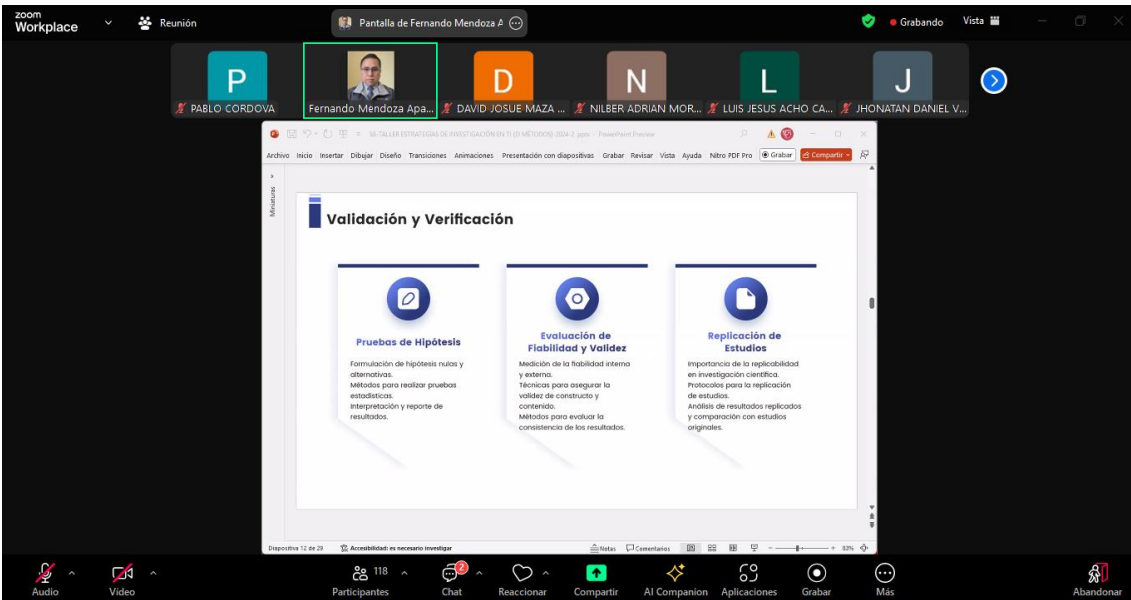 zoom
Workplace
Reunión
Pantalla de Fernando Mendoza A
Grabando
Vista
P
PABLO CORDOVA
Fernando Mendoza Apa...
D
DAVID JOSUE MAZA ...
N
NILBER ADRIAN MOR...
L
LUIS JESUS ACHO CA...
J
JHONATAN DANIEL V...
Archivo Inicio Insertar Dibujar Diseño Transiciones Animaciones Presentación con diapositivas Grabar Revisar Vista Ayuda Nitro PDF Pro Grabar Compartir
Miniaturas
Validación y Verificación
Pruebas de Hipótesis
Formulación de hipótesis nulas y
alternativas.
Métodos para realizar pruebas
estadísticas.
Interpretación y reporte de
resultados.
Evaluación de
Fiabilidad y Validez
Medición de la fiabilidad interna
y externa.
Técnicas para asegurar la
validez de constructo y
contenido.
Métodos para evaluar la
consistencia de los resultados.
Replicación de
Estudios
Importancia de la replicabilidad
en investigación científica.
Protocolos para la replicación
de estudios.
Análisis de resultados replicados
y comparación con estudios
originales.
Diapositiva 12 de 29 Accesibilidad: es necesario investigar Notas Comentarios 83%
Audio
Video
118
Participantes
2
Chat
Reaccionar
Compartir
AI Companion
Aplicaciones
Grabar
Más
Abandonar